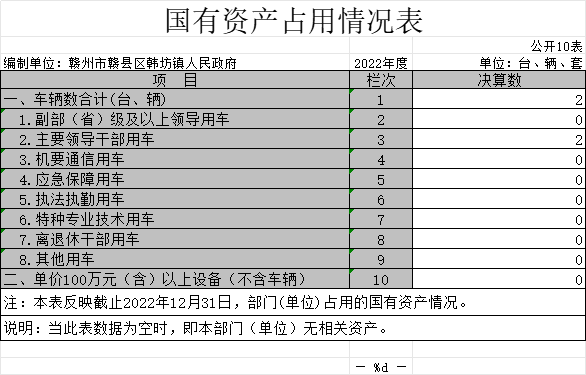 国有资产占用情况表
公开10表
编制单位：赣州市赣县区韩坊镇人民政府 2022年度 单位：台、辆、套
项 目 栏次 决算数
一、车辆数合计(台、辆) 1 2
1.副部（省）级及以上领导用车 2 0
2.主要领导干部用车 3 2
3.机要通信用车 4 0
4.应急保障用车 5 0
5.执法执勤用车 6 0
6.特种专业技术用车 7 0
7.离退休干部用车 8 0
8.其他用车 9 0
二、单价100万元（含）以上设备（不含车辆） 10 0
注：本表反映截止2022年12月31日，部门(单位)占用的国有资产情况。
说明：当此表数据为空时，即本部门（单位）无相关资产。
— %d —